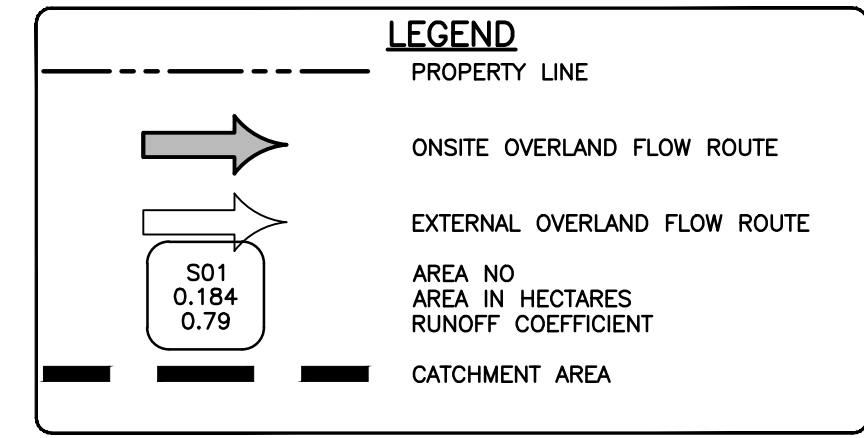 LEGEND
PROPERTY LINE
ONSITE OVERLAND FLOW ROUTE
EXTERNAL OVERLAND FLOW ROUTE
S01 AREA NO
0.184 AREA IN HECTARES
0.79 RUNOFF COEFFICIENT
CATCHMENT AREA